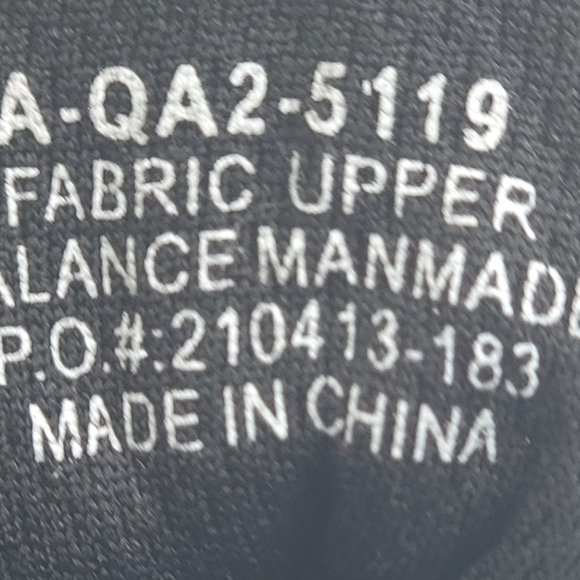 A-QA2-5119
FABRIC UPPER
ALANCE MANMADE
P.O.#:210413-183
MADE IN CHINA